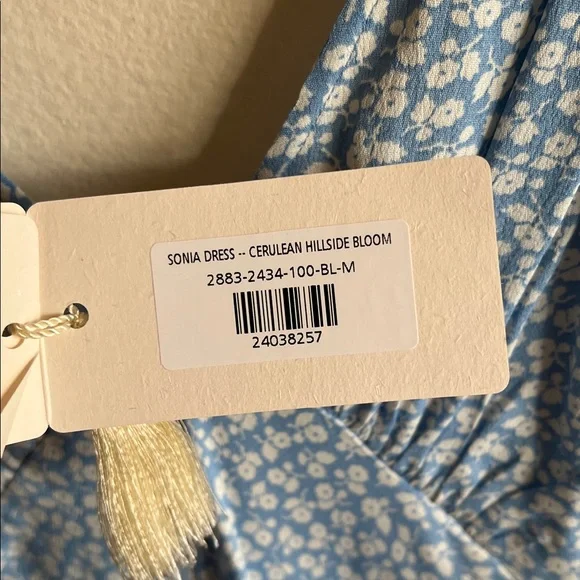 SONIA DRESS -- CERULEAN HILLSIDE BLOOM
2883-2434-100-BL-M
24038257